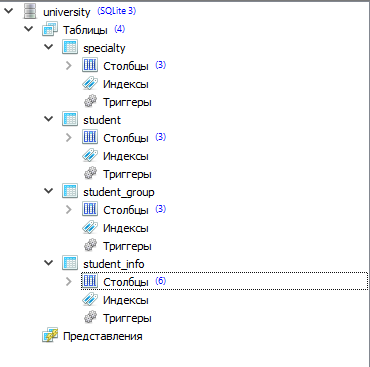 university (SQLite 3)
Таблицы (4)
specialty
Столбцы (3)
Индексы
Триггеры
student
Столбцы (3)
Индексы
Триггеры
student_group
Столбцы (3)
Индексы
Триггеры
student_info
Столбцы (6)
Индексы
Триггеры
Представления